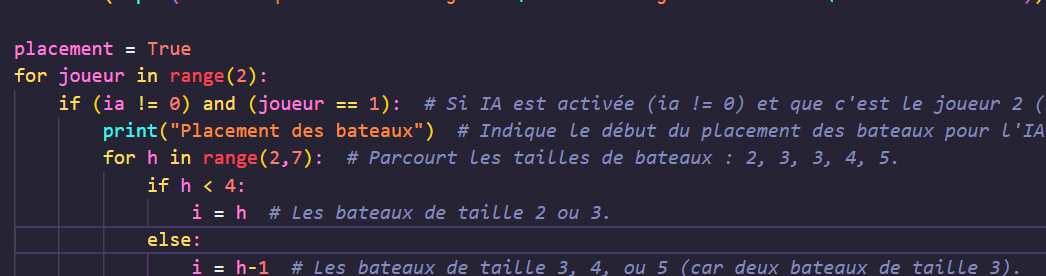 placement = True
for joueur in range(2):
if (ia != 0) and (joueur == 1):  # Si IA est activée (ia != 0) et que c'est le joueur 2 (
print("Placement des bateaux")  # Indique le début du placement des bateaux pour l'IA
for h in range(2,7):  # Parcourt les tailles de bateaux : 2, 3, 3, 4, 5.
if h < 4:
i = h  # Les bateaux de taille 2 ou 3.
else:
i = h-1  # Les bateaux de taille 3, 4, ou 5 (car deux bateaux de taille 3).